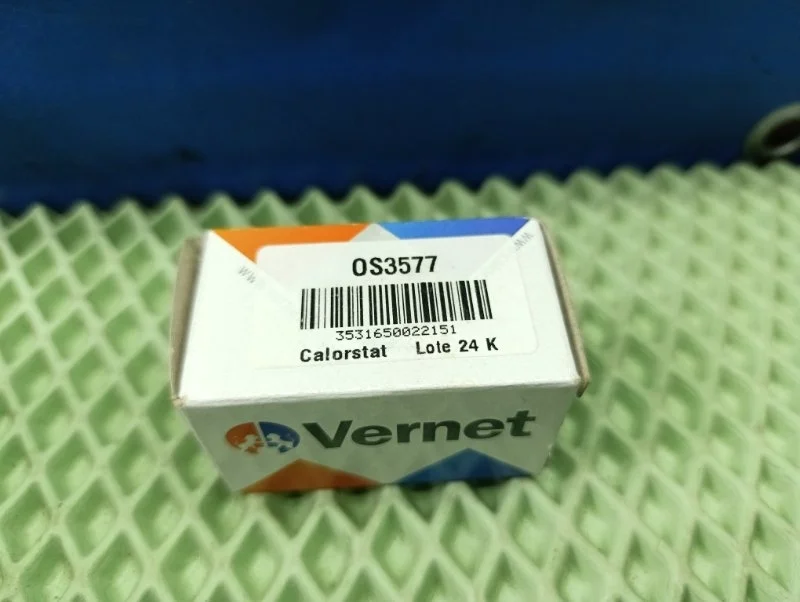 OS3577
3531650022151
Calorstat Lote 24 K
Vernet